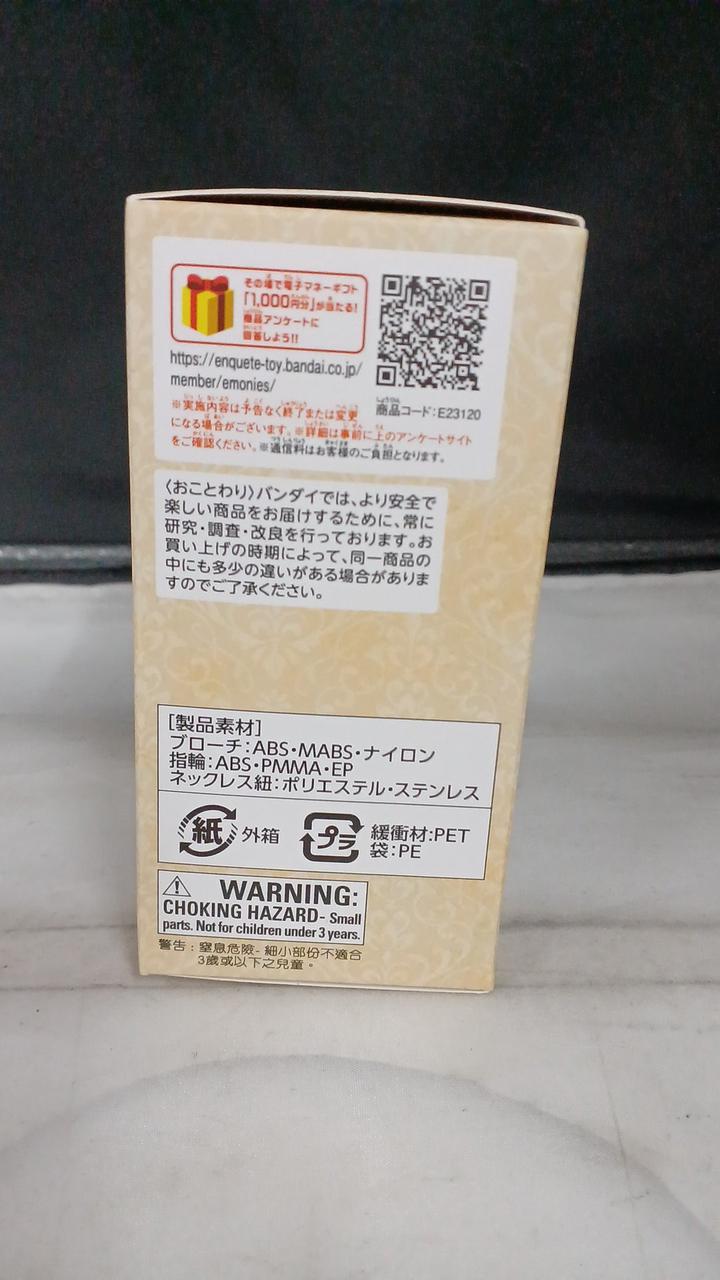 その場で電子マネーギフト
「1,000円分」が当たる!
商品アンケートに
回答しよう!!
https://enquete-toy.bandai.co.jp/
member/emonies/
商品コード:E23120
※実施内容は予告なく終了または変更
になる場合がございます。※詳細は事前に上のアンケートサイト
をご確認ください。※通信料はお客様のご負担となります。
〈おことわり〉バンダイでは、より安全で
楽しい商品をお届けするために、常に
研究・調査・改良を行っております。お
買い上げの時期によって、同一商品の
中にも多少の違いがある場合がありま
すのでご了承ください。
[製品素材]
ブローチ:ABS・MABS・ナイロン
指輪:ABS・PMMA・EP
ネックレス紐:ポリエステル・ステンレス
紙 外箱
プラ 緩衝材:PET
袋:PE
WARNING:
CHOKING HAZARD- Small
parts. Not for children under 3 years.
警告:窒息危險-細小部份不適合
3歲或以下之兒童。